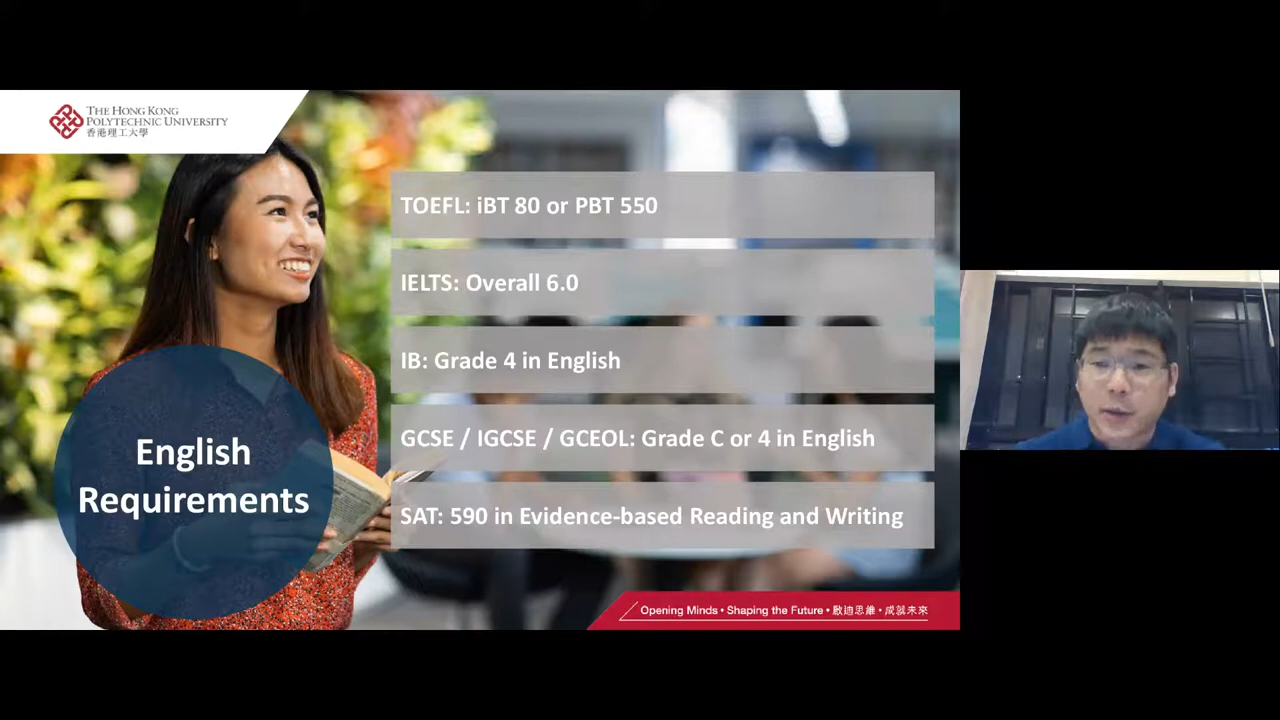 THE HONG KONG
POLYTECHNIC UNIVERSITY
香港理工大學
TOEFL: iBT 80 or PBT 550
IELTS: Overall 6.0
IB: Grade 4 in English
GCSE / IGCSE / GCEOL: Grade C or 4 in English
SAT: 590 in Evidence-based Reading and Writing
English
Requirements
Opening Minds • Shaping the Future • 啟迪思維 • 成就未來